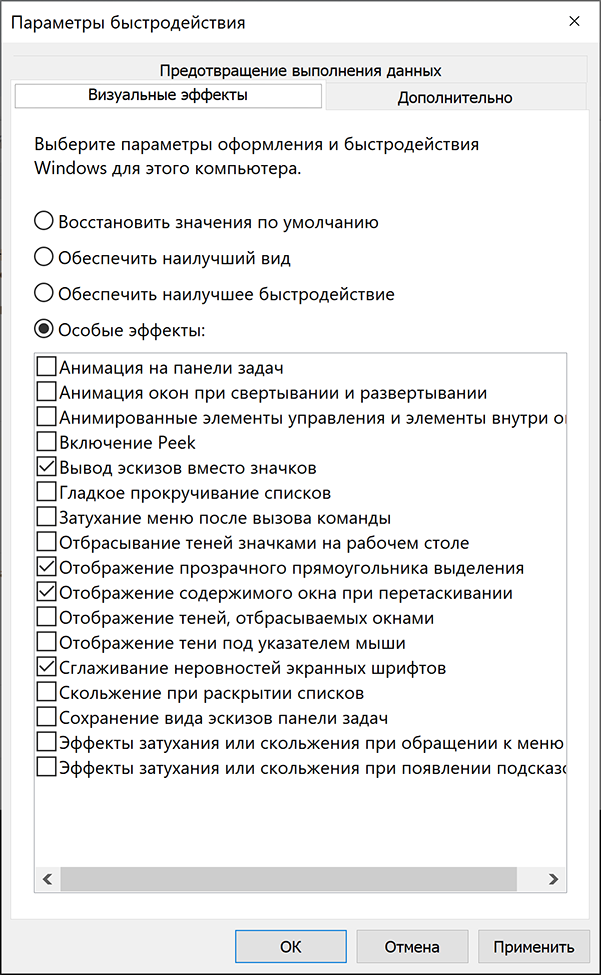 Параметры быстродействия
Предотвращение выполнения данных
Визуальные эффекты
Дополнительно
Выберите параметры оформления и быстродействия
Windows для этого компьютера.
Восстановить значения по умолчанию
Обеспечить наилучший вид
Обеспечить наилучшее быстродействие
Особые эффекты:
Анимация на панели задач
Анимация окон при свертывании и развертывании
Анимированные элементы управления и элементы внутри
Включение Peek
Вывод эскизов вместо значков
Гладкое прокручивание списков
Затухание меню после вызова команды
Отбрасывание теней значками на рабочем столе
Отображение прозрачного прямоугольника выделения
Отображение содержимого окна при перетаскивании
Отображение теней, отбрасываемых окнами
Отображение тени под указателем мыши
Сглаживание неровностей экранных шрифтов
Скольжение при раскрытии списков
Сохранение вида эскизов панели задач
Эффекты затухания или скольжения при обращении к меню
Эффекты затухания или скольжения при появлении
ОК
Отмена
Применить